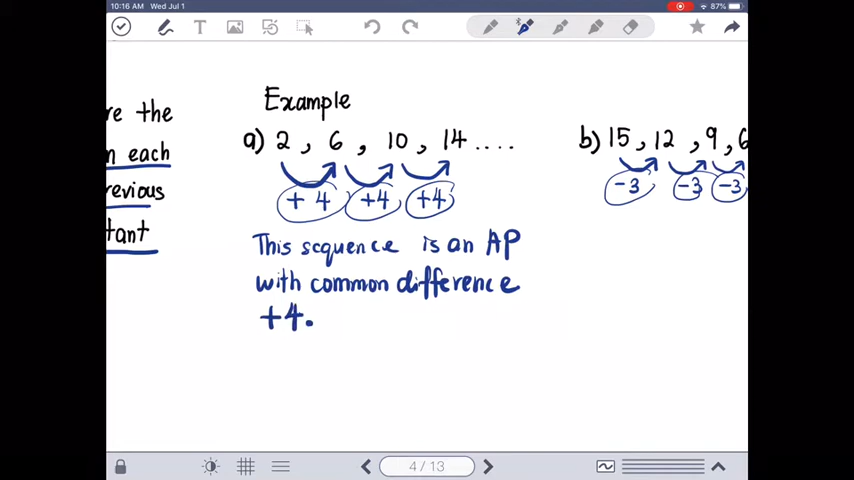 10:16 AM Wed Jul 1
87%
T
Example
re the
a) 2, 6, 10, 14 ....
b) 15, 12, 9, 6
n each
revious
+4 +4 +4
-3 -3 -3
tant
This sequence is an AP
with common difference
+4.
4/13